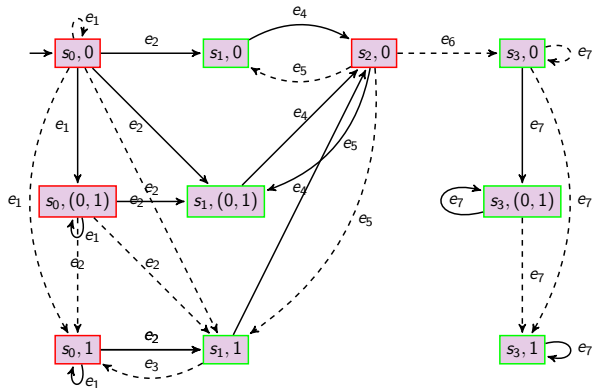 e₁
e₄
s₀, 0
e₂
s₁, 0
s₂, 0
e₆
s₃, 0
e₇
e₅
e₁
e₂
e₄
e₅
e₇
e₁
s₀, (0, 1)
e₂
e₂
s₁, (0, 1)
e₄
e₇
s₃, (0, 1)
e₇
e₁
e₅
e₂
e₂
e₇
s₀, 1
e₂
s₁, 1
e₃
s₃, 1
e₇
e₁